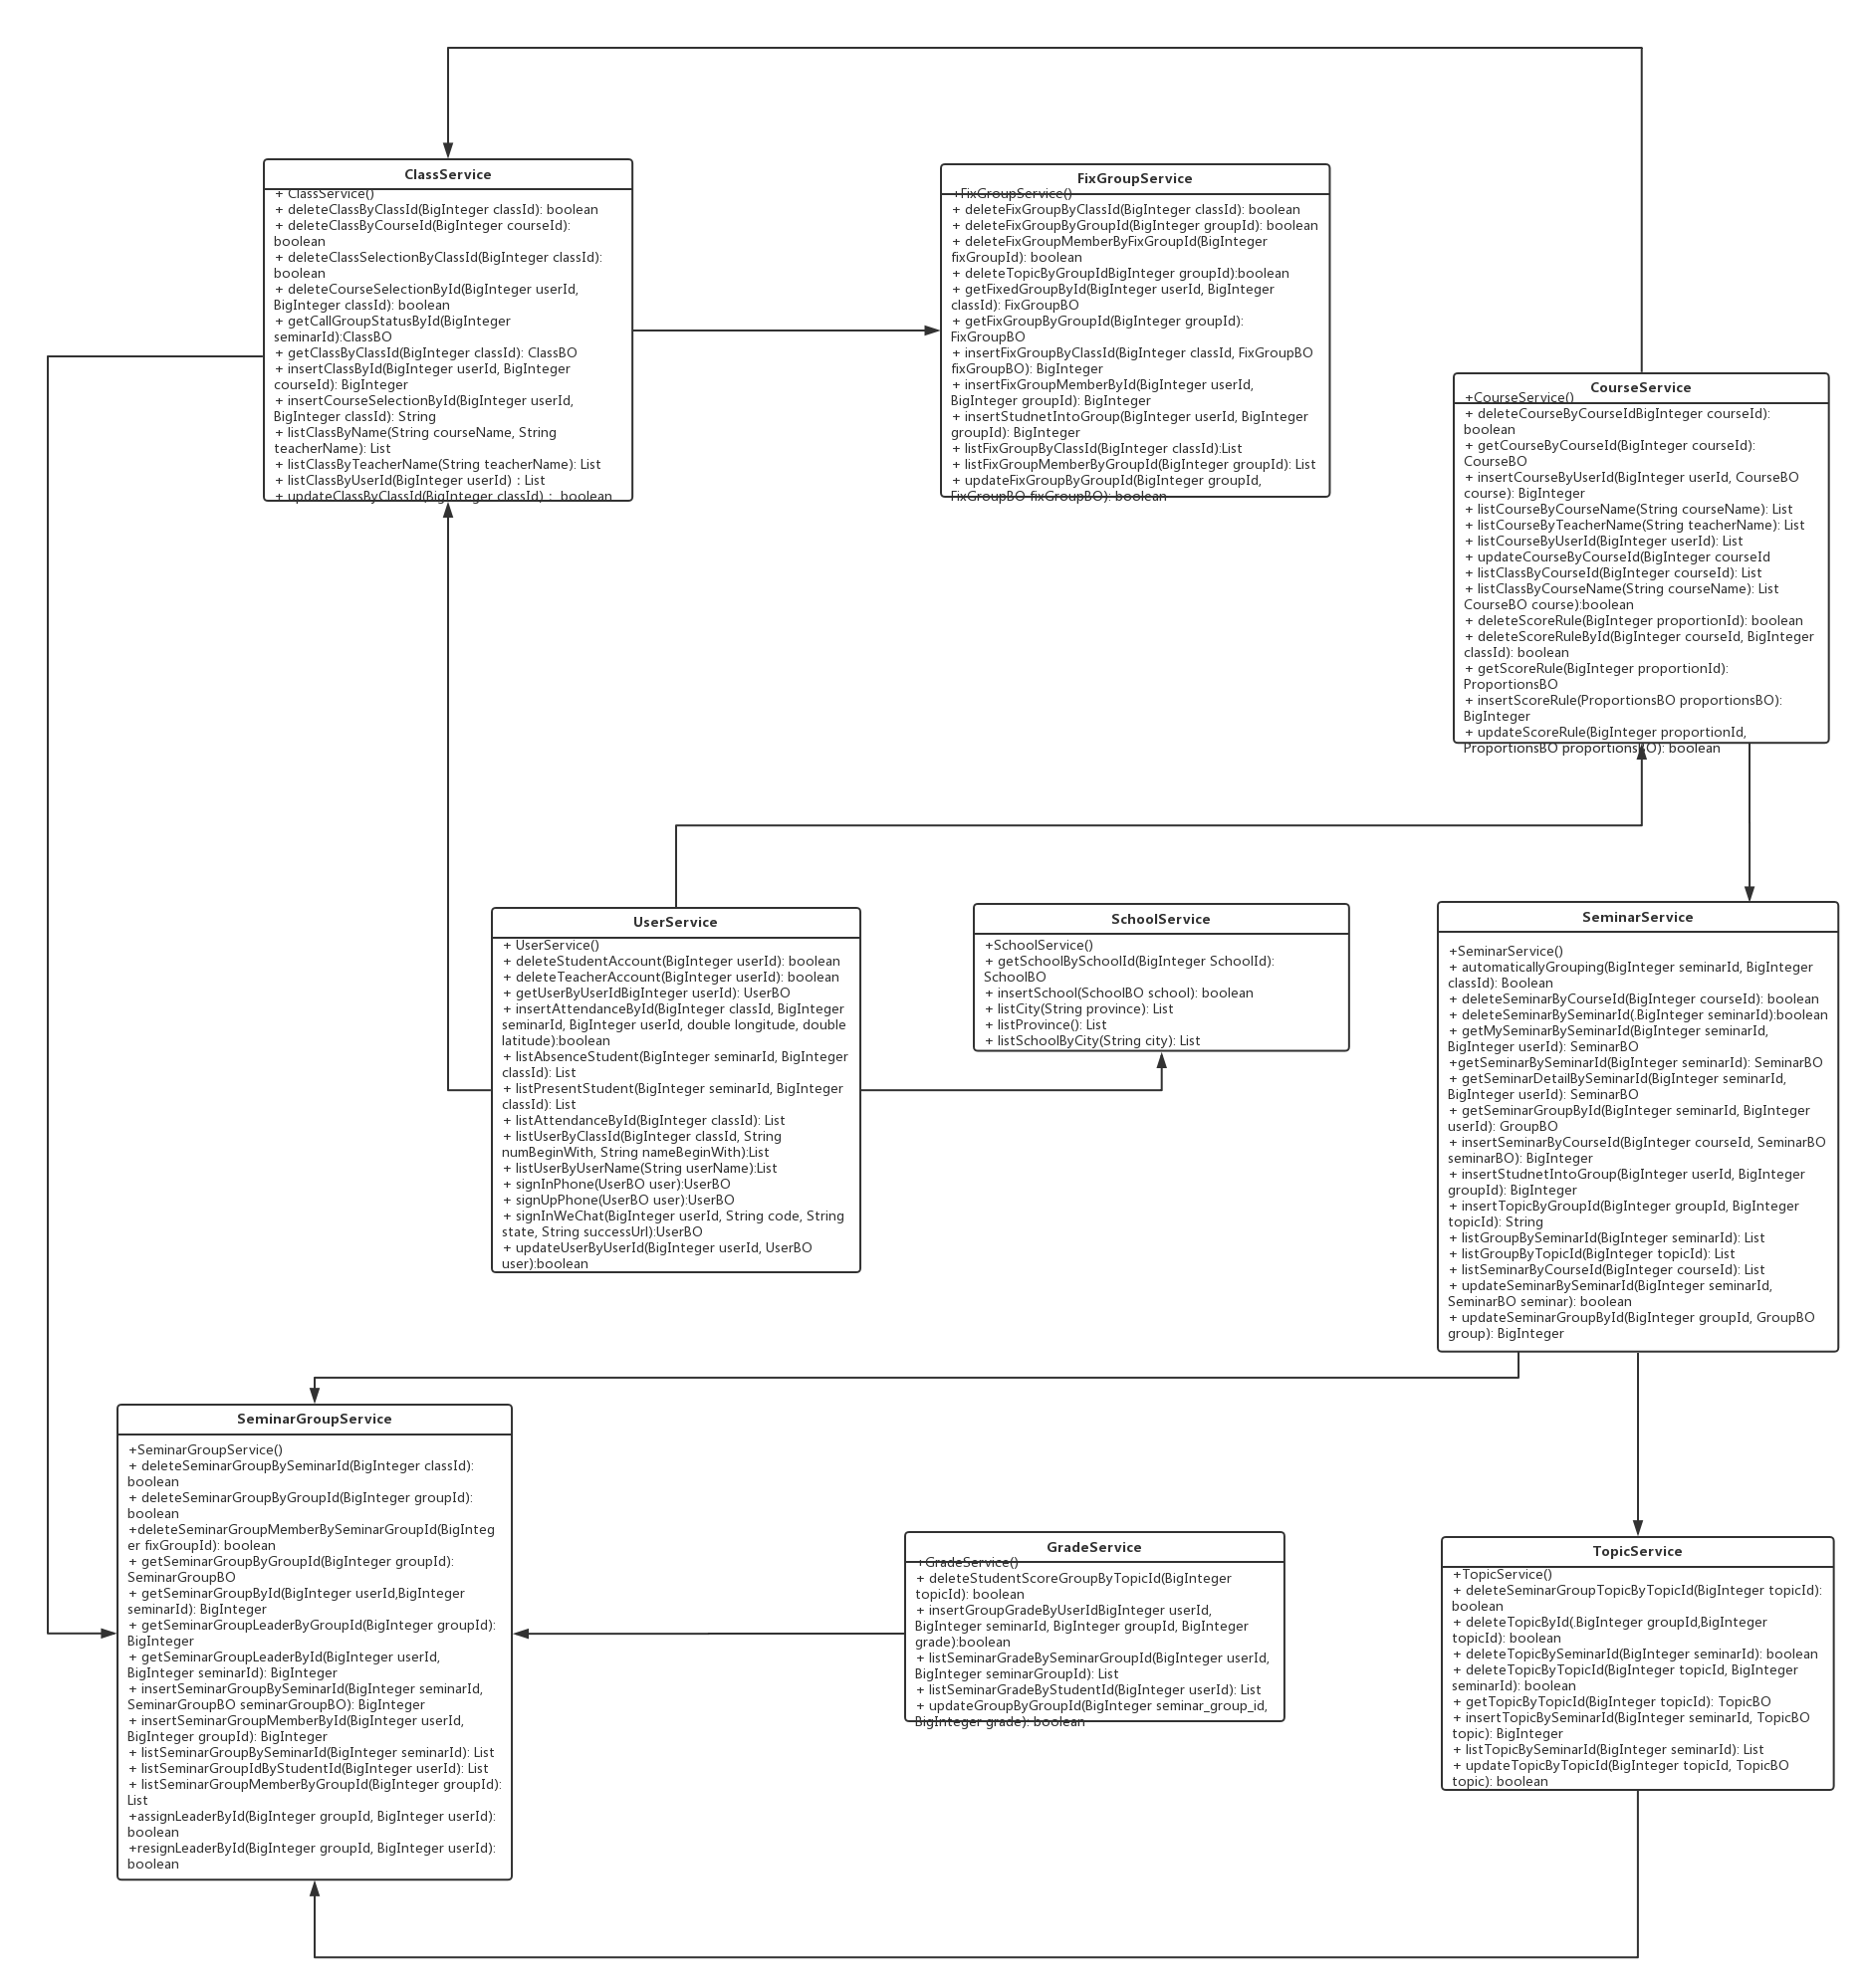 ClassService
+ ClassService()
+ deleteClassByClassId(BigInteger classId): boolean
+ deleteClassByCourseId(BigInteger courseId):
boolean
+ deleteClassSelectionByClassId(BigInteger classId):
boolean
+ deleteCourseSelectionById(BigInteger userId,
BigInteger classId): boolean
+ getCallGroupStatusById(BigInteger
seminarId):ClassBO
+ getClassByClassId(BigInteger classId): ClassBO
+ insertClassById(BigInteger userId, BigInteger
courseId): BigInteger
+ insertCourseSelectionById(BigInteger userId,
BigInteger classId): String
+ listClassByName(String courseName, String
teacherName): List
+ listClassByTeacherName(String teacherName): List
+ listClassByUserId(BigInteger userId)：List
+ updateClassByClassId(BigInteger classId)： boolean
FixGroupService
+FixGroupService()
+ deleteFixGroupByClassId(BigInteger classId): boolean
+ deleteFixGroupByGroupId(BigInteger groupId): boolean
+ deleteFixGroupMemberByFixGroupId(BigInteger
fixGroupId): boolean
+ deleteTopicByGroupIdBigInteger groupId):boolean
+ getFixedGroupById(BigInteger userId, BigInteger
classId): FixGroupBO
+ getFixGroupByGroupId(BigInteger groupId):
FixGroupBO
+ insertFixGroupByClassId(BigInteger classId, FixGroupBO
fixGroupBO): BigInteger
+ insertFixGroupMemberById(BigInteger userId,
BigInteger groupId): BigInteger
+ insertStudnetIntoGroup(BigInteger userId, BigInteger
groupId): BigInteger
+ listFixGroupByClassId(BigInteger classId):List
+ listFixGroupMemberByGroupId(BigInteger groupId): List
+ updateFixGroupByGroupId(BigInteger groupId,
FixGroupBO fixGroupBO): boolean
CourseService
+CourseService()
+ deleteCourseByCourseIdBigInteger courseId):
boolean
+ getCourseByCourseId(BigInteger courseId):
CourseBO
+ insertCourseByUserId(BigInteger userId, CourseBO
course): BigInteger
+ listCourseByCourseName(String courseName): List
+ listCourseByTeacherName(String teacherName): List
+ listCourseByUserId(BigInteger userId): List
+ updateCourseByCourseId(BigInteger courseId
+ listClassByCourseId(BigInteger courseId): List
+ listClassByCourseName(String courseName): List
CourseBO course):boolean
+ deleteScoreRule(BigInteger proportionId): boolean
+ deleteScoreRuleById(BigInteger courseId, BigInteger
classId): boolean
+ getScoreRule(BigInteger proportionId):
ProportionsBO
+ insertScoreRule(ProportionsBO proportionsBO):
BigInteger
+ updateScoreRule(BigInteger proportionId,
ProportionsBO proportionsBO): boolean
UserService
+ UserService()
+ deleteStudentAccount(BigInteger userId): boolean
+ deleteTeacherAccount(BigInteger userId): boolean
+ getUserByUserIdBigInteger userId): UserBO
+ insertAttendanceById(BigInteger classId, BigInteger
seminarId, BigInteger userId, double longitude, double
latitude):boolean
+ listAbsenceStudent(BigInteger seminarId, BigInteger
classId): List
+ listPresentStudent(BigInteger seminarId, BigInteger
classId): List
+ listAttendanceById(BigInteger classId): List
+ listUserByClassId(BigInteger classId, String
numBeginWith, String nameBeginWith):List
+ listUserByUserName(String userName):List
+ signInPhone(UserBO user):UserBO
+ signUpPhone(UserBO user):UserBO
+ signInWeChat(BigInteger userId, String code, String
state, String successUrl):UserBO
+ updateUserByUserId(BigInteger userId, UserBO
user):boolean
SchoolService
+SchoolService()
+ getSchoolBySchoolId(BigInteger SchoolId):
SchoolBO
+ insertSchool(SchoolBO school): boolean
+ listCity(String province): List
+ listProvince(): List
+ listSchoolByCity(String city): List
SeminarService
+SeminarService()
+ automaticallyGrouping(BigInteger seminarId, BigInteger
classId): Boolean
+ deleteSeminarByCourseId(BigInteger courseId): boolean
+ deleteSeminarBySeminarId(.BigInteger seminarId):boolean
+ getMySeminarBySeminarId(BigInteger seminarId,
BigInteger userId): SeminarBO
+getSeminarBySeminarId(BigInteger seminarId): SeminarBO
+ getSeminarDetailBySeminarId(BigInteger seminarId,
BigInteger userId): SeminarBO
+ getSeminarGroupById(BigInteger seminarId, BigInteger
userId): GroupBO
+ insertSeminarByCourseId(BigInteger courseId, SeminarBO
seminarBO): BigInteger
+ insertStudnetIntoGroup(BigInteger userId, BigInteger
groupId): BigInteger
+ insertTopicByGroupId(BigInteger groupId, BigInteger
topicId): String
+ listGroupBySeminarId(BigInteger seminarId): List
+ listGroupByTopicId(BigInteger topicId): List
+ listSeminarByCourseId(BigInteger courseId): List
+ updateSeminarBySeminarId(BigInteger seminarId,
SeminarBO seminar): boolean
+ updateSeminarGroupById(BigInteger groupId, GroupBO
group): BigInteger
SeminarGroupService
+SeminarGroupService()
+ deleteSeminarGroupBySeminarId(BigInteger classId):
boolean
+ deleteSeminarGroupByGroupId(BigInteger groupId):
boolean
+deleteSeminarGroupMemberBySeminarGroupId(BigInteg
er fixGroupId): boolean
+ getSeminarGroupByGroupId(BigInteger groupId):
SeminarGroupBO
+ getSeminarGroupById(BigInteger userId,BigInteger
seminarId): BigInteger
+ getSeminarGroupLeaderByGroupId(BigInteger groupId):
BigInteger
+ getSeminarGroupLeaderById(BigInteger userId,
BigInteger seminarId): BigInteger
+ insertSeminarGroupBySeminarId(BigInteger seminarId,
SeminarGroupBO seminarGroupBO): BigInteger
+ insertSeminarGroupMemberById(BigInteger userId,
BigInteger groupId): BigInteger
+ listSeminarGroupBySeminarId(BigInteger seminarId): List
+ listSeminarGroupIdByStudentId(BigInteger userId): List
+ listSeminarGroupMemberByGroupId(BigInteger groupId):
List
+assignLeaderById(BigInteger groupId, BigInteger userId):
boolean
+resignLeaderById(BigInteger groupId, BigInteger userId):
boolean
GradeService
+GradeService()
+ deleteStudentScoreGroupByTopicId(BigInteger
topicId): boolean
+ insertGroupGradeByUserIdBigInteger userId,
BigInteger seminarId, BigInteger groupId, BigInteger
grade):boolean
+ listSeminarGradeBySeminarGroupId(BigInteger userId,
BigInteger seminarGroupId): List
+ listSeminarGradeByStudentId(BigInteger userId): List
+ updateGroupByGroupId(BigInteger seminar_group_id,
BigInteger grade): boolean
TopicService
+TopicService()
+ deleteSeminarGroupTopicByTopicId(BigInteger topicId):
boolean
+ deleteTopicById(.BigInteger groupId,BigInteger
topicId): boolean
+ deleteTopicBySeminarId(BigInteger seminarId): boolean
+ deleteTopicByTopicId(BigInteger topicId, BigInteger
seminarId): boolean
+ getTopicByTopicId(BigInteger topicId): TopicBO
+ insertTopicBySeminarId(BigInteger seminarId, TopicBO
topic): BigInteger
+ listTopicBySeminarId(BigInteger seminarId): List
+ updateTopicByTopicId(BigInteger topicId, TopicBO
topic): boolean